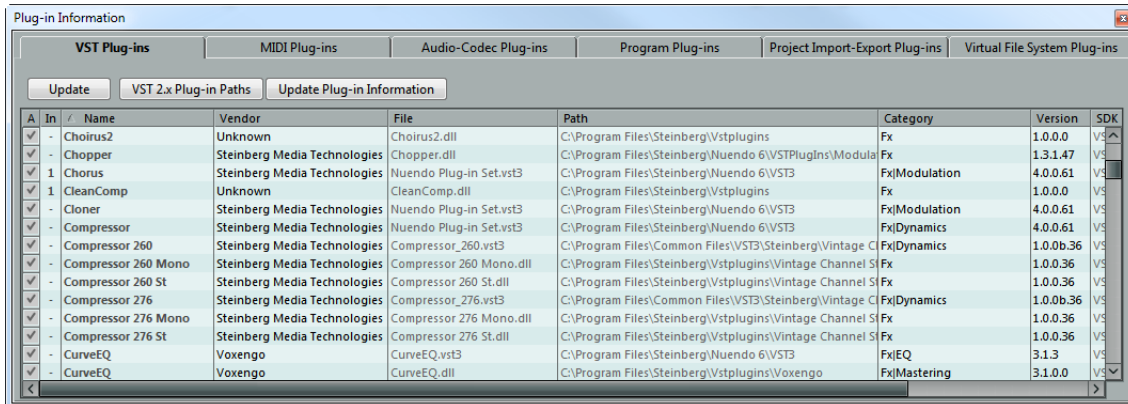 Plug-in Information
VST Plug-ins MIDI Plug-ins Audio-Codec Plug-ins Program Plug-ins Project Import-Export Plug-ins Virtual File System Plug-ins
Update VST 2.x Plug-in Paths Update Plug-in Information
A In Name Vendor File Path Category Version SDK
- Choirus2 Unknown Choirus2.dll C:\Program Files\Steinberg\Vstplugins Fx 1.0.0.0 VS
- Chopper Steinberg Media Technologies Chopper.dll C:\Program Files\Steinberg\Nuendo 6\VSTPlugIns\Modula Fx 1.3.1.47 VS
1 Chorus Steinberg Media Technologies Nuendo Plug-in Set.vst3 C:\Program Files\Steinberg\Nuendo 6\VST3 Fx|Modulation 4.0.0.61 VS
1 CleanComp Unknown CleanComp.dll C:\Program Files\Steinberg\Vstplugins Fx 1.0.0.0 VS
- Cloner Steinberg Media Technologies Nuendo Plug-in Set.vst3 C:\Program Files\Steinberg\Nuendo 6\VST3 Fx|Modulation 4.0.0.61 VS
- Compressor Steinberg Media Technologies Nuendo Plug-in Set.vst3 C:\Program Files\Steinberg\Nuendo 6\VST3 Fx|Dynamics 4.0.0.61 VS
- Compressor 260 Steinberg Media Technologies Compressor_260.vst3 C:\Program Files\Common Files\VST3\Steinberg\Vintage Cl Fx|Dynamics 1.0.0b.36 VS
- Compressor 260 Mono Steinberg Media Technologies Compressor 260 Mono.dll C:\Program Files\Steinberg\Vstplugins\Vintage Channel St Fx 1.0.0.36 VS
- Compressor 260 St Steinberg Media Technologies Compressor 260 St.dll C:\Program Files\Steinberg\Vstplugins\Vintage Channel St Fx 1.0.0.36 VS
- Compressor 276 Steinberg Media Technologies Compressor_276.vst3 C:\Program Files\Common Files\VST3\Steinberg\Vintage Cl Fx|Dynamics 1.0.0b.36 VS
- Compressor 276 Mono Steinberg Media Technologies Compressor 276 Mono.dll C:\Program Files\Steinberg\Vstplugins\Vintage Channel St Fx 1.0.0.36 VS
- Compressor 276 St Steinberg Media Technologies Compressor 276 St.dll C:\Program Files\Steinberg\Vstplugins\Vintage Channel St Fx 1.0.0.36 VS
- CurveEQ Voxengo CurveEQ.vst3 C:\Program Files\Steinberg\Nuendo 6\VST3 Fx|EQ 3.1.3 VS
- CurveEQ Voxengo CurveEQ.dll C:\Program Files\Steinberg\Vstplugins\Voxengo Fx|Mastering 3.1.0.0 VS